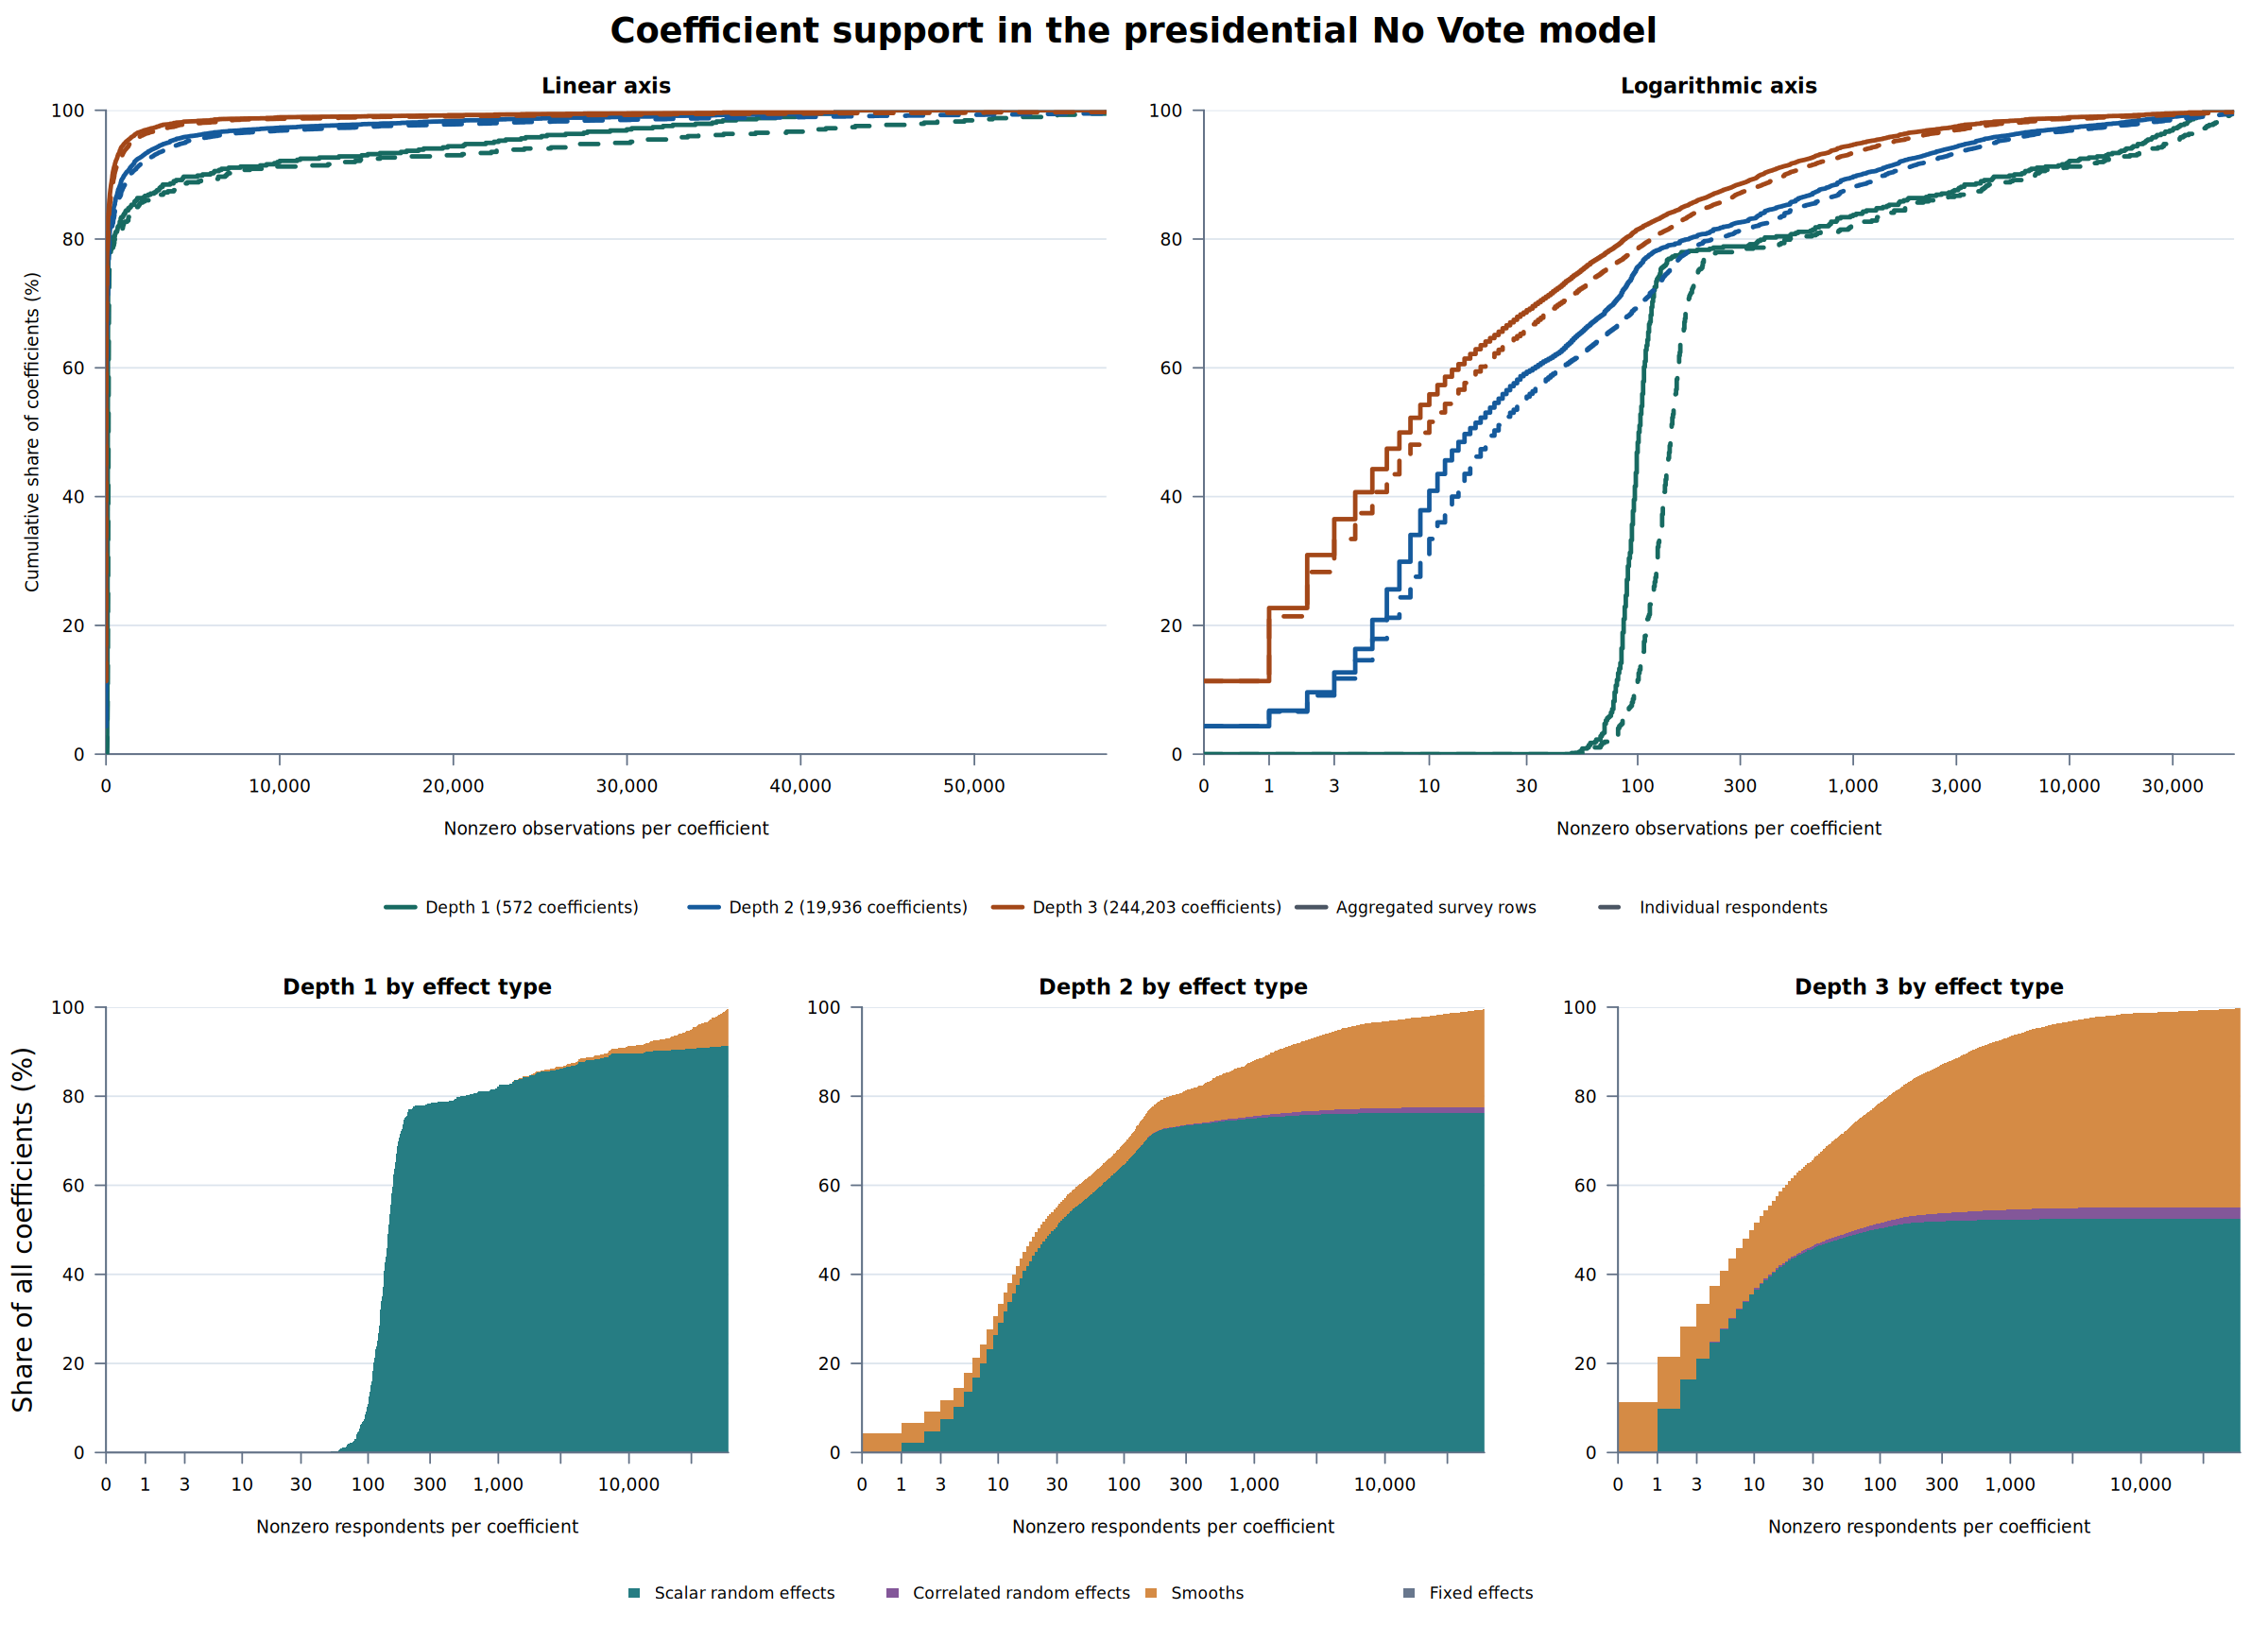 Coefficient support in the presidential No Vote model
Linear axis
Logarithmic axis
Cumulative share of coefficients (%)
100
80
60
40
20
0
0 10,000 20,000 30,000 40,000 50,000
Nonzero observations per coefficient
100
80
60
40
20
0
0 1 3 10 30 100 300 1,000 3,000 10,000 30,000
Nonzero observations per coefficient
Depth 1 (572 coefficients) Depth 2 (19,936 coefficients) Depth 3 (244,203 coefficients) Aggregated survey rows Individual respondents
Share of all coefficients (%)
Depth 1 by effect type
100
80
60
40
20
0
0 1 3 10 30 100 300 1,000 10,000
Nonzero respondents per coefficient
Depth 2 by effect type
100
80
60
40
20
0
0 1 3 10 30 100 300 1,000 10,000
Nonzero respondents per coefficient
Depth 3 by effect type
100
80
60
40
20
0
0 1 3 10 30 100 300 1,000 10,000
Nonzero respondents per coefficient
Scalar random effects Correlated random effects Smooths Fixed effects